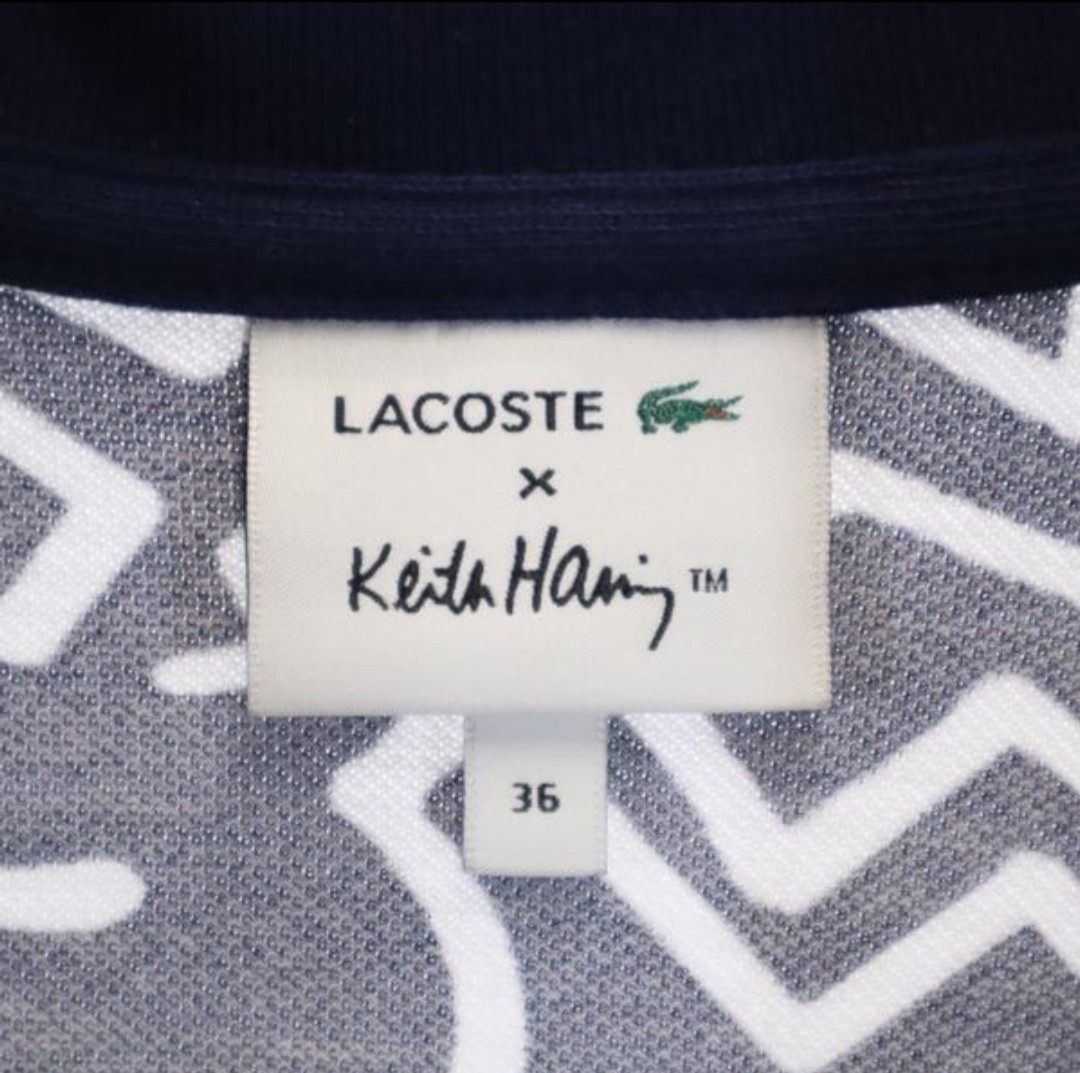 LACOSTE
×
Keith Haring™
36